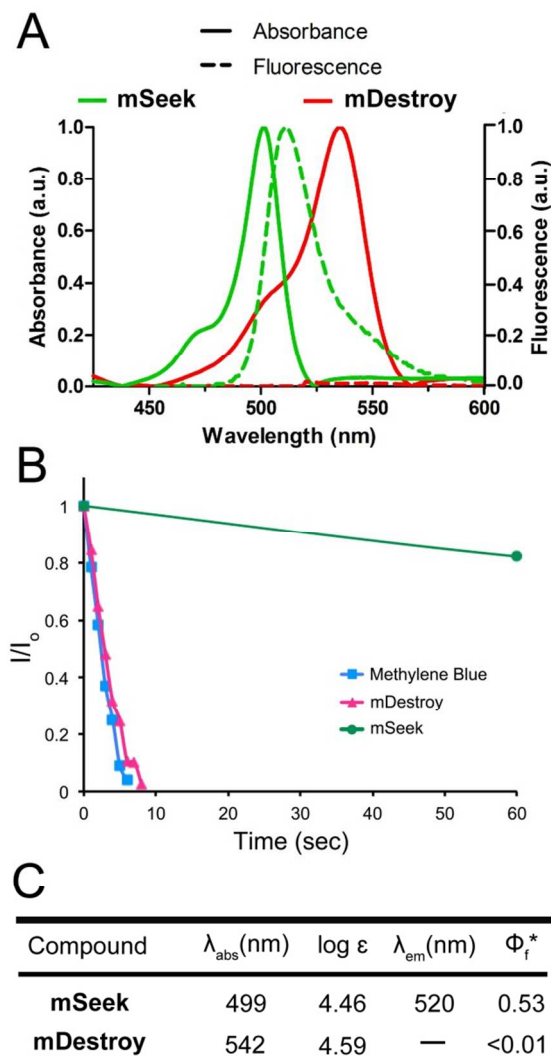 A
Absorbance
Fluorescence
mSeek mDestroy
1.0 1.0
0.8 0.8
0.6 0.6
0.4 0.4
0.2 0.2
0.0 0.0
Absorbance (a.u.)
Fluorescence (a.u.)
450 500 550 600
Wavelength (nm)
B
1
0.8
0.6
0.4
0.2
0
I/Io
Methylene Blue
mDestroy
mSeek
0 10 20 30 40 50 60
Time (sec)
C
Compound λabs(nm) log ε λem(nm) Φf*
mSeek 499 4.46 520 0.53
mDestroy 542 4.59 — <0.01